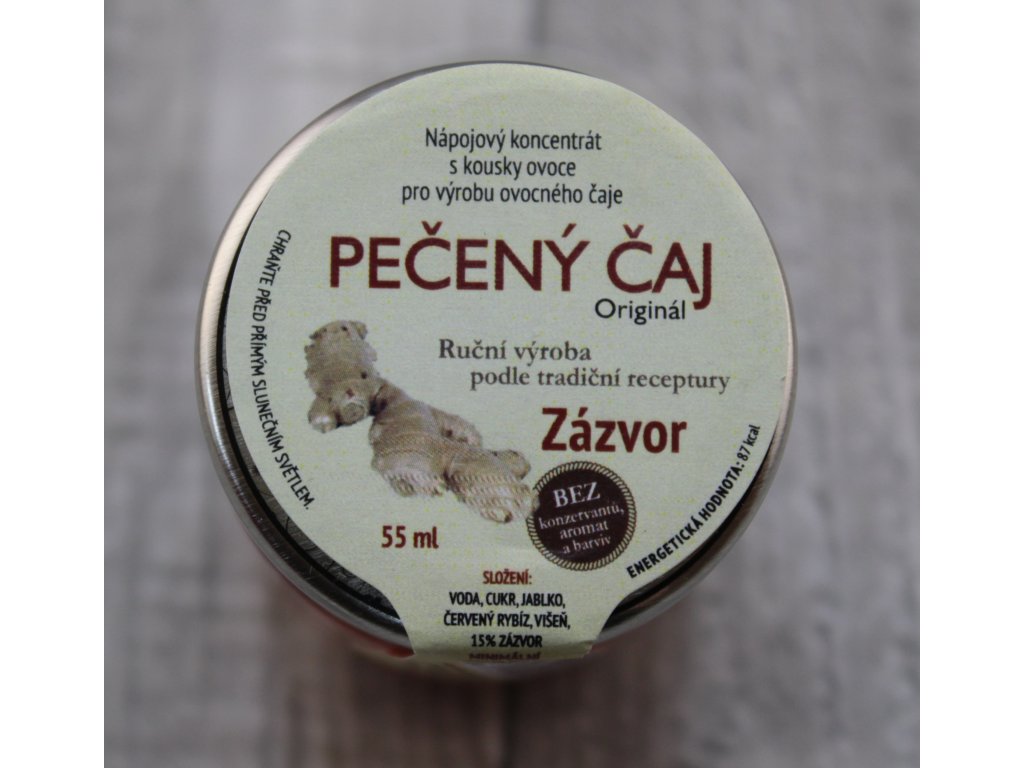 Nápojový koncentrát
s kousky ovoce
pro výrobu ovocného čaje
PEČENÝ ČAJ
Originál
Ruční výroba
podle tradiční receptury
Zázvor
BEZ
konzervantů,
aromat
a barviv
55 ml
CHRAŇTE PŘED PŘÍMÝM SLUNEČNÍM SVĚTLEM.
ENERGETICKÁ HODNOTA: 87 kcal
SLOŽENÍ:
VODA, CUKR, JABLKO,
ČERVENÝ RYBÍZ, VIŠEŇ,
15% ZÁZVOR
MINIMÁLNÍ